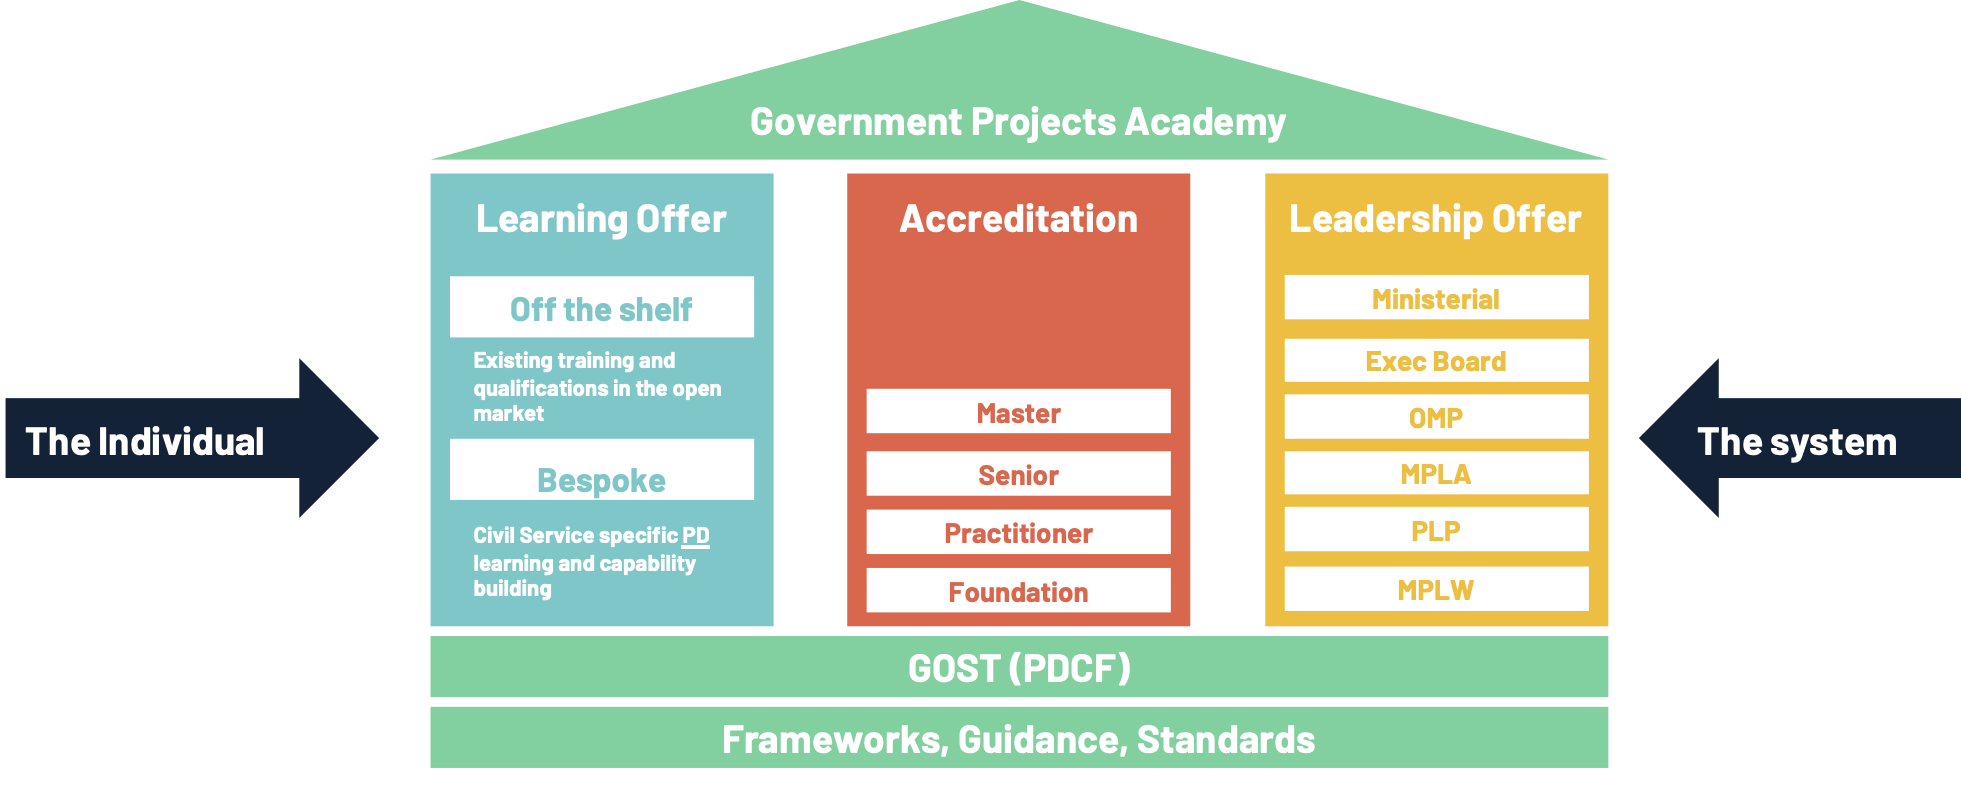 Government Projects Academy
Learning Offer
Off the shelf
Existing training and
qualifications in the open
market
Bespoke
Civil Service specific PD
learning and capability
building
Accreditation
Master
Senior
Practitioner
Foundation
Leadership Offer
Ministerial
Exec Board
OMP
MPLA
PLP
MPLW
The Individual
The system
GOST (PDCF)
Frameworks, Guidance, Standards